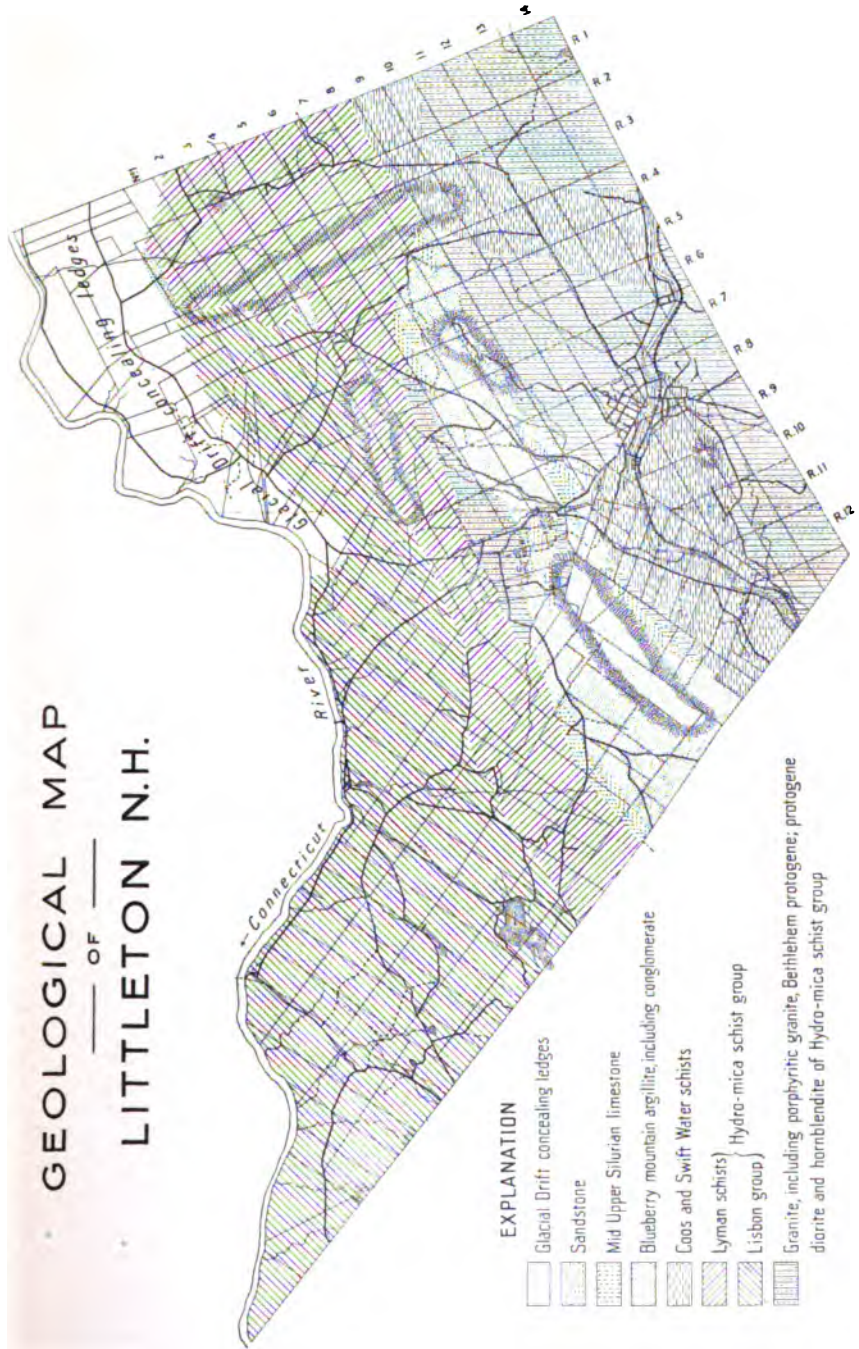 GEOLOGICAL MAP
OF
LITTLETON N.H.
Glacial Drifts concealing ledges
←Connecticut
River
N°1
2
3
4
5
6
7
8
9
10
11
12
13
R 1
R. 2
R. 3
R. 4
R. 5
R. 6
R. 7
R. 8
R. 9
R. 10
R. 11
R. 12
EXPLANATION
Glacial Drift concealing ledges
Sandstone
Mid Upper Silurian limestone
Blueberry mountain argillite, including conglomerate
Coos and Swift Water schists
Lyman schists
Lisbon group
Hydro-mica schist group
Granite, including porphyritic granite, Bethlehem protogene; protogene
diorite and hornblendite of Hydro-mica schist group